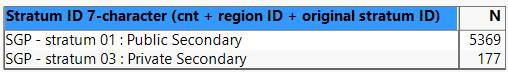 Stratum ID 7-character (cnt + region ID + original stratum ID) N
SGP - stratum 01 : Public Secondary 5369
SGP - stratum 03 : Private Secondary 177